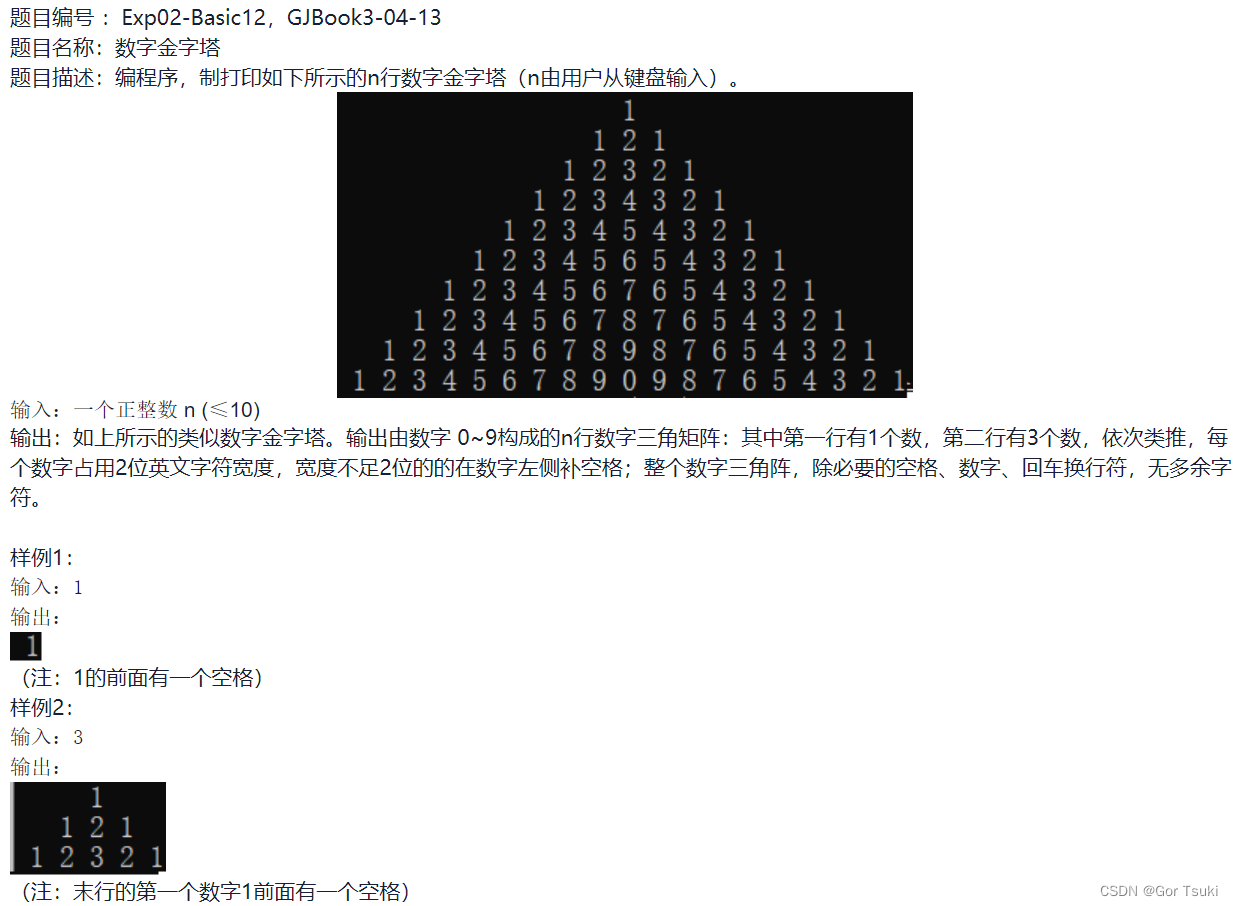 题目编号 ：Exp02-Basic12，GJBook3-04-13
题目名称：数字金字塔
题目描述：编程序，制打印如下所示的n行数字金字塔（n由用户从键盘输入）。
1
1 2 1
1 2 3 2 1
1 2 3 4 3 2 1
1 2 3 4 5 4 3 2 1
1 2 3 4 5 6 5 4 3 2 1
1 2 3 4 5 6 7 6 5 4 3 2 1
1 2 3 4 5 6 7 8 7 6 5 4 3 2 1
1 2 3 4 5 6 7 8 9 8 7 6 5 4 3 2 1
1 2 3 4 5 6 7 8 9 0 9 8 7 6 5 4 3 2 1
输入：一个正整数 n (≤10)
输出：如上所示的类似数字金字塔。输出由数字 0~9构成的n行数字三角矩阵：其中第一行有1个数，第二行有3个数，依次类推，每
个数字占用2位英文字符宽度，宽度不足2位的的在数字左侧补空格；整个数字三角阵，除必要的空格、数字、回车换行符，无多余字
符。
样例1：
输入：1
输出：
1
（注：1的前面有一个空格）
样例2：
输入：3
输出：
1
1 2 1
1 2 3 2 1
（注：末行的第一个数字1前面有一个空格）
CSDN @Gor Tsuki